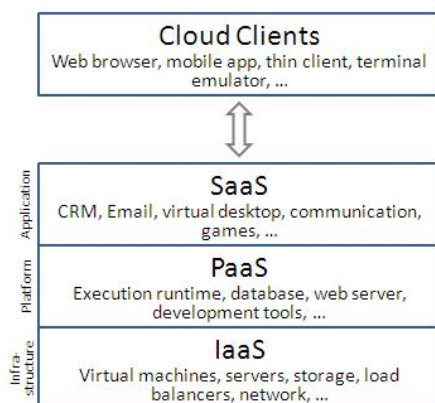 Cloud Clients
Web browser, mobile app, thin client, terminal
emulator, ...
Application
SaaS
CRM, Email, virtual desktop, communication,
games, ...
Platform
PaaS
Execution runtime, database, web server,
development tools, ...
Infra-
structure
IaaS
Virtual machines, servers, storage, load
balancers, network, ...